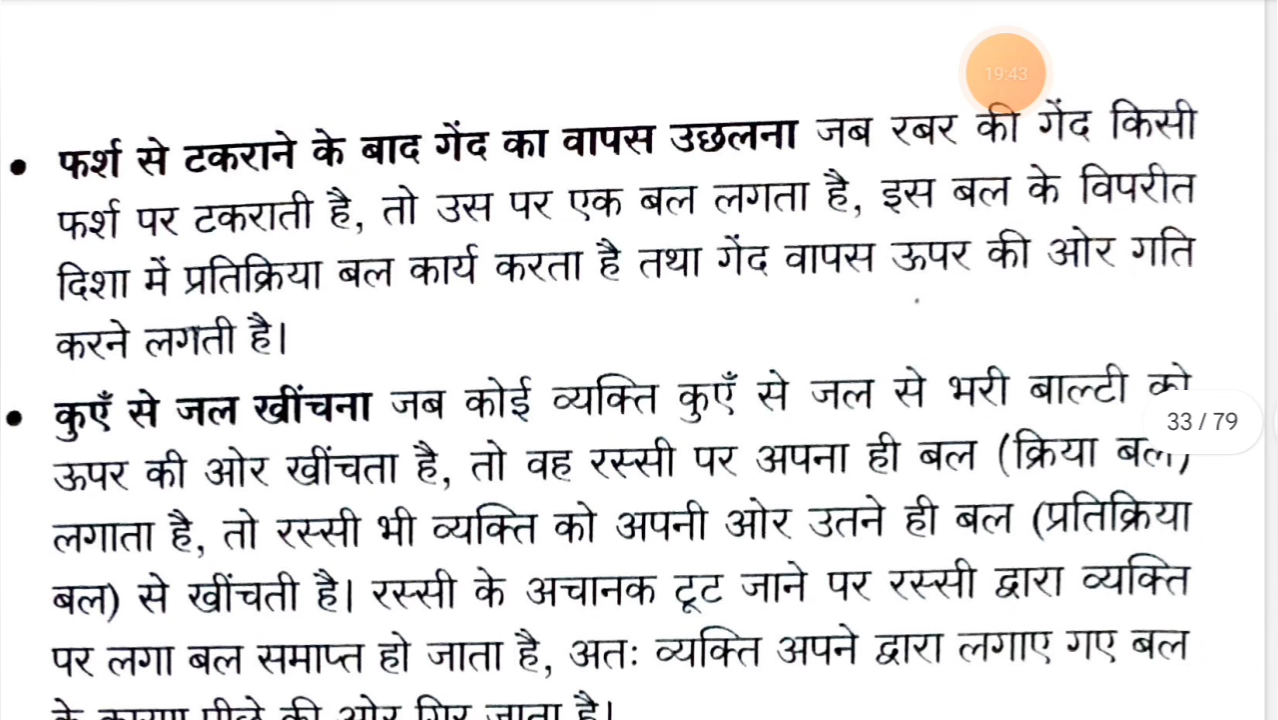 19:43
• फर्श से टकराने के बाद गेंद का वापस उछलना जब रबर की गेंद किसी
फर्श पर टकराती है, तो उस पर एक बल लगता है, इस बल के विपरीत
दिशा में प्रतिक्रिया बल कार्य करता है तथा गेंद वापस ऊपर की ओर गति
करने लगती है।
• कुएँ से जल खींचना जब कोई व्यक्ति कुएँ से जल से भरी बाल्टी को
33 / 79
ऊपर की ओर खींचता है, तो वह रस्सी पर अपना ही बल (क्रिया बल)
लगाता है, तो रस्सी भी व्यक्ति को अपनी ओर उतने ही बल (प्रतिक्रिया
बल) से खींचती है। रस्सी के अचानक टूट जाने पर रस्सी द्वारा व्यक्ति
पर लगा बल समाप्त हो जाता है, अतः व्यक्ति अपने द्वारा लगाए गए बल
के कारण पीछे की ओर गिर जाता है।